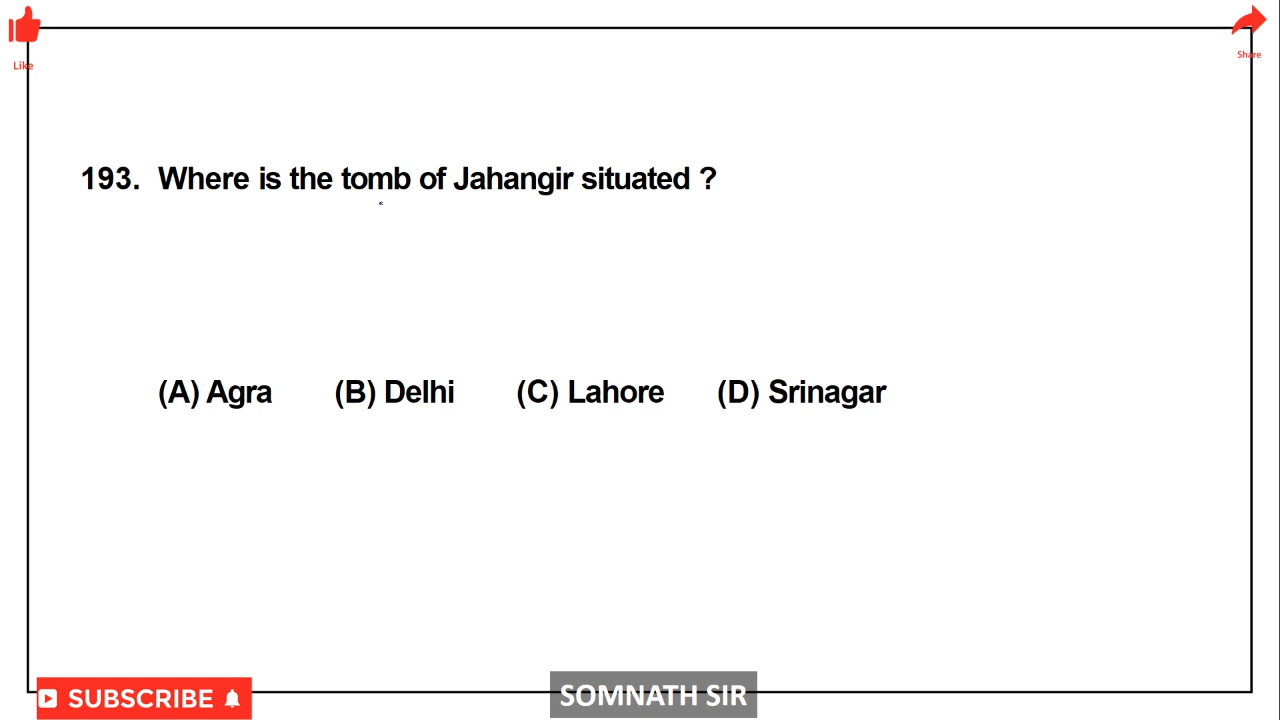 Like
Share
193. Where is the tomb of Jahangir situated ?
(A) Agra (B) Delhi (C) Lahore (D) Srinagar
SUBSCRIBE
SOMNATH SIR